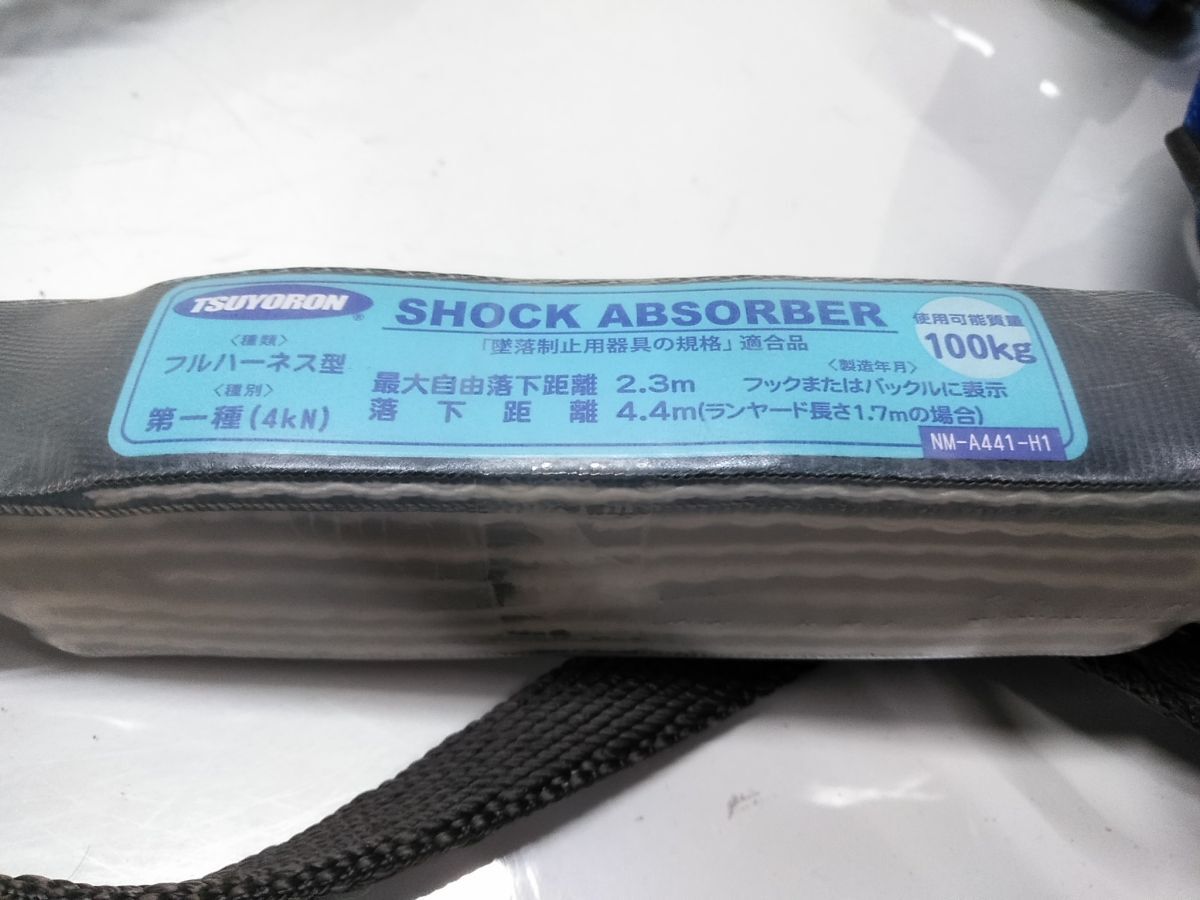 TSUYORON®
SHOCK ABSORBER
使用可能質量
100kg
「墜落制止用器具の規格」適合品
〈種類〉
フルハーネス型
〈種別〉
第一種(4kN)
〈製造年月〉
フックまたはバックルに表示
最大自由落下距離 2.3m
落下距離 4.4m(ランヤード長さ1.7mの場合)
NM-A441-H1